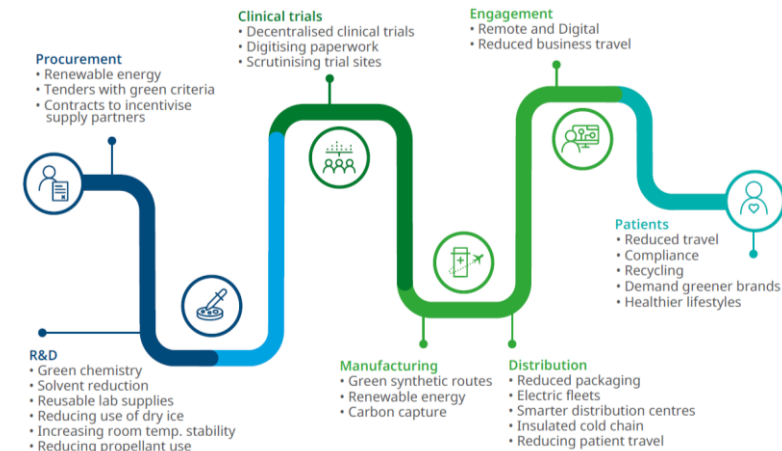 Procurement
• Renewable energy
• Tenders with green criteria
• Contracts to incentivise
supply partners
Clinical trials
• Decentralised clinical trials
• Digitising paperwork
• Scrutinising trial sites
Engagement
• Remote and Digital
• Reduced business travel
R&D
• Green chemistry
• Solvent reduction
• Reusable lab supplies
• Reducing use of dry ice
• Increasing room temp. stability
• Reducing propellant use
Manufacturing
• Green synthetic routes
• Renewable energy
• Carbon capture
Distribution
• Reduced packaging
• Electric fleets
• Smarter distribution centres
• Insulated cold chain
• Reducing patient travel
Patients
• Reduced travel
• Compliance
• Recycling
• Demand greener brands
• Healthier lifestyles